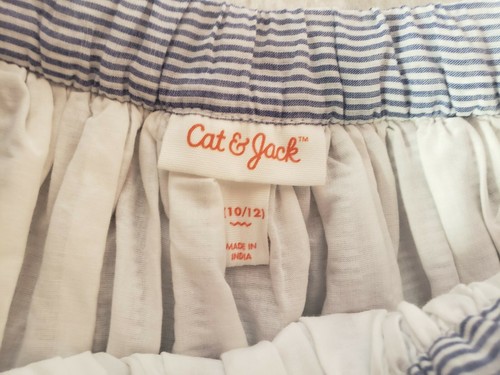 Cat & Jack™
(10/12)
MADE IN
INDIA